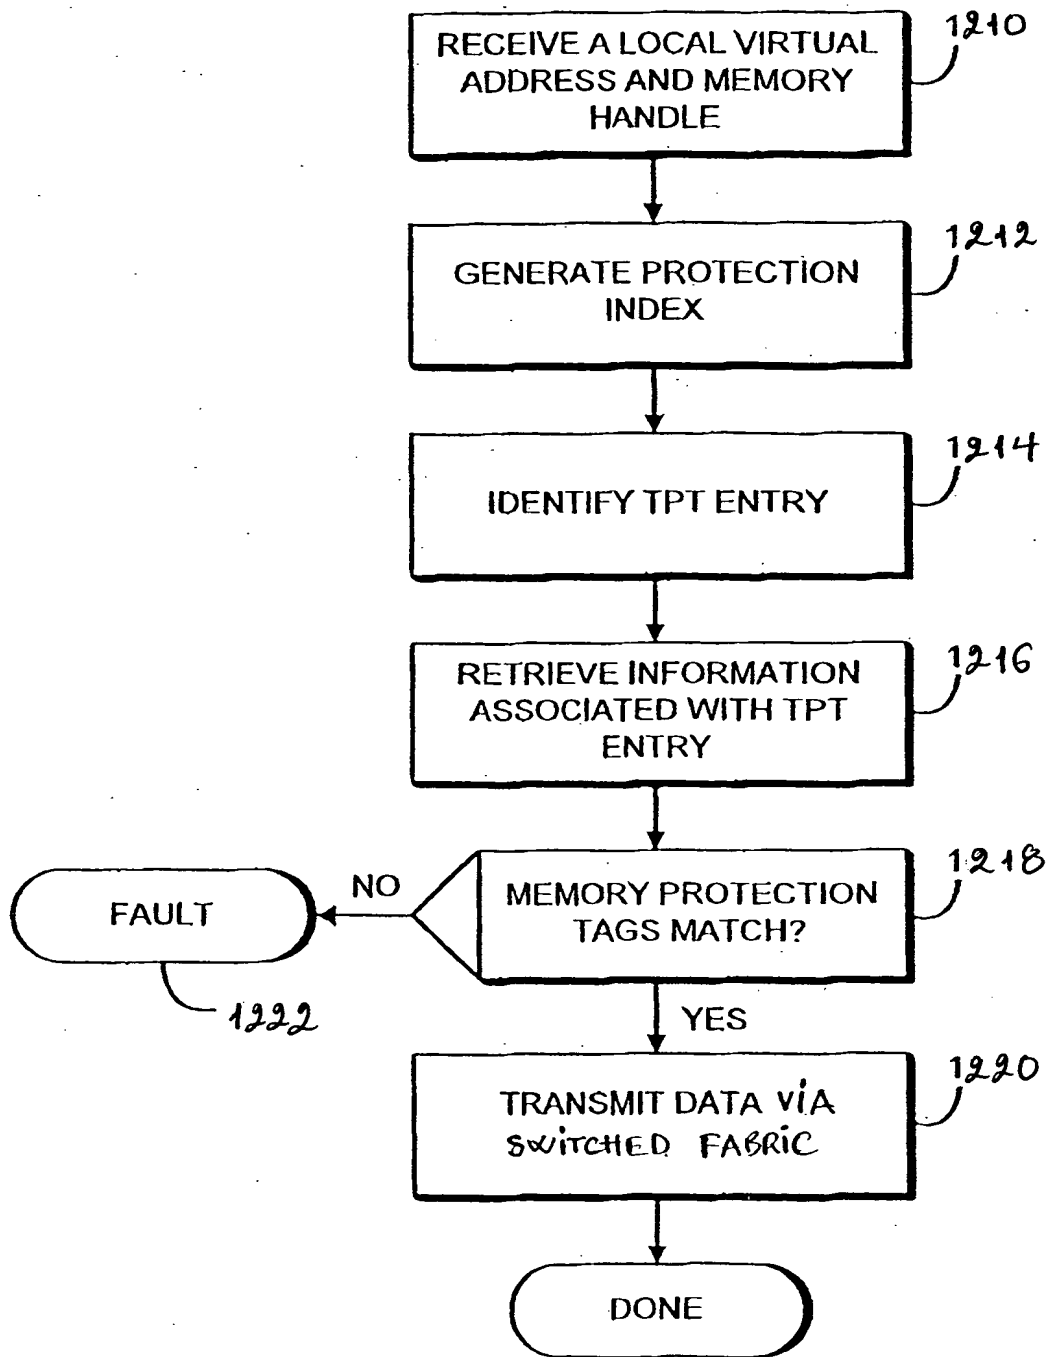 1210
RECEIVE A LOCAL VIRTUAL
ADDRESS AND MEMORY
HANDLE
1212
GENERATE PROTECTION
INDEX
1214
IDENTIFY TPT ENTRY
1216
RETRIEVE INFORMATION
ASSOCIATED WITH TPT
ENTRY
1218
MEMORY PROTECTION
TAGS MATCH?
NO
FAULT
1222
YES
1220
TRANSMIT DATA ViA
SWiTCHED FABRiC
DONE